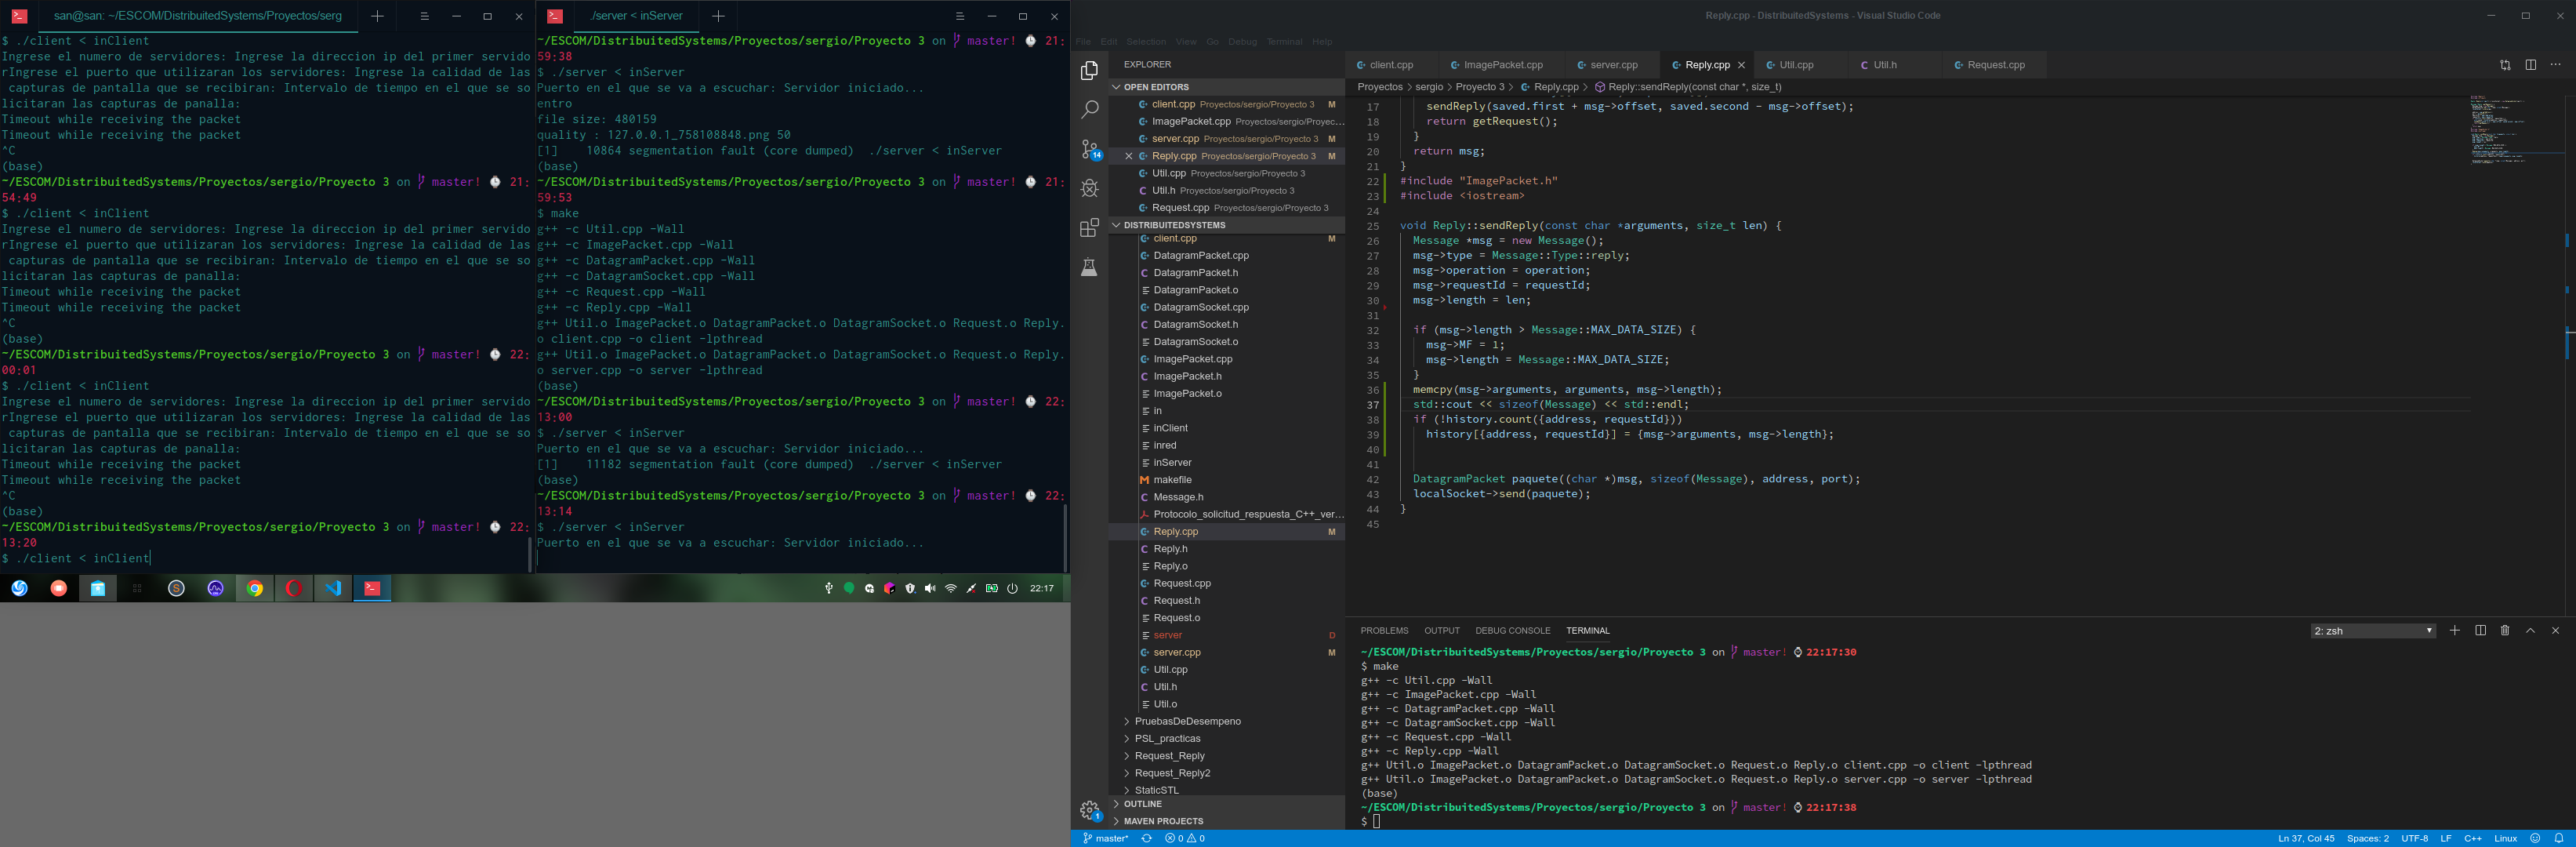 san@san: ~/ESCOM/DistribuitedSystems/Proyectos/serg
$ ./client < inClient
Ingrese el numero de servidores: Ingrese la direccion ip del primer servido
rIngrese el puerto que utilizaran los servidores: Ingrese la calidad de las
capturas de pantalla que se recibiran: Intervalo de tiempo en el que se so
licitaran las capturas de panalla:
Timeout while receiving the packet
Timeout while receiving the packet
^C
(base)
~/ESCOM/DistribuitedSystems/Proyectos/sergio/Proyecto 3 on master! 21:
54:49
$ ./client < inClient
Ingrese el numero de servidores: Ingrese la direccion ip del primer servido
rIngrese el puerto que utilizaran los servidores: Ingrese la calidad de las
capturas de pantalla que se recibiran: Intervalo de tiempo en el que se so
licitaran las capturas de panalla:
Timeout while receiving the packet
Timeout while receiving the packet
^C
(base)
~/ESCOM/DistribuitedSystems/Proyectos/sergio/Proyecto 3 on master! 22:
00:01
$ ./client < inClient
Ingrese el numero de servidores: Ingrese la direccion ip del primer servido
rIngrese el puerto que utilizaran los servidores: Ingrese la calidad de las
capturas de pantalla que se recibiran: Intervalo de tiempo en el que se so
licitaran las capturas de panalla:
Timeout while receiving the packet
Timeout while receiving the packet
^C
(base)
~/ESCOM/DistribuitedSystems/Proyectos/sergio/Proyecto 3 on master! 22:
13:20
$ ./client < inClient
./server < inServer
~/ESCOM/DistribuitedSystems/Proyectos/sergio/Proyecto 3 on master! 21:
59:38
$ ./server < inServer
Puerto en el que se va a escuchar: Servidor iniciado...
entro
file size: 480159
quality : 127.0.0.1_758108848.png 50
[1]    10864 segmentation fault (core dumped)  ./server < inServer
(base)
~/ESCOM/DistribuitedSystems/Proyectos/sergio/Proyecto 3 on master! 21:
59:53
$ make
g++ -c Util.cpp -Wall
g++ -c ImagePacket.cpp -Wall
g++ -c DatagramPacket.cpp -Wall
g++ -c DatagramSocket.cpp -Wall
g++ -c Request.cpp -Wall
g++ -c Reply.cpp -Wall
g++ Util.o ImagePacket.o DatagramPacket.o DatagramSocket.o Request.o Reply.
o client.cpp -o client -lpthread
g++ Util.o ImagePacket.o DatagramPacket.o DatagramSocket.o Request.o Reply.
o server.cpp -o server -lpthread
(base)
~/ESCOM/DistribuitedSystems/Proyectos/sergio/Proyecto 3 on master! 22:
13:00
$ ./server < inServer
Puerto en el que se va a escuchar: Servidor iniciado...
[1]    11182 segmentation fault (core dumped)  ./server < inServer
(base)
~/ESCOM/DistribuitedSystems/Proyectos/sergio/Proyecto 3 on master! 22:
13:14
$ ./server < inServer
Puerto en el que se va a escuchar: Servidor iniciado...
22:17
Reply.cpp - DistribuitedSystems - Visual Studio Code
File Edit Selection View Go Debug Terminal Help
EXPLORER
OPEN EDITORS
client.cpp Proyectos/sergio/Proyecto 3 M
ImagePacket.cpp Proyectos/sergio/Proyec...
server.cpp Proyectos/sergio/Proyecto 3 M
Reply.cpp Proyectos/sergio/Proyecto 3 M
Util.cpp Proyectos/sergio/Proyecto 3
Util.h Proyectos/sergio/Proyecto 3
Request.cpp Proyectos/sergio/Proyecto 3
DISTRIBUITEDSYSTEMS
client.cpp M
DatagramPacket.cpp
DatagramPacket.h
DatagramPacket.o
DatagramSocket.cpp
DatagramSocket.h
DatagramSocket.o
ImagePacket.cpp
ImagePacket.h
ImagePacket.o
in
inClient
inred
inServer
makefile
Message.h
Protocolo_solicitud_respuesta_C++_ver...
Reply.cpp M
Reply.h
Reply.o
Request.cpp
Request.h
Request.o
server D
server.cpp M
Util.cpp
Util.h
Util.o
PruebasDeDesempeno
PSL_practicas
Request_Reply
Request_Reply2
StaticSTL
OUTLINE
MAVEN PROJECTS
14
1
client.cpp ImagePacket.cpp server.cpp Reply.cpp Util.cpp Util.h Request.cpp
Proyectos > sergio > Proyecto 3 > Reply.cpp > Reply::sendReply(const char *, size_t)
17     sendReply(saved.first + msg->offset, saved.second - msg->offset);
18     return getRequest();
19   }
20   return msg;
21 }
22 #include "ImagePacket.h"
23 #include <iostream>
24
25 void Reply::sendReply(const char *arguments, size_t len) {
26   Message *msg = new Message();
27   msg->type = Message::Type::reply;
28   msg->operation = operation;
29   msg->requestId = requestId;
30   msg->length = len;
31
32   if (msg->length > Message::MAX_DATA_SIZE) {
33     msg->MF = 1;
34     msg->length = Message::MAX_DATA_SIZE;
35   }
36   memcpy(msg->arguments, arguments, msg->length);
37   std::cout << sizeof(Message) << std::endl;
38   if (!history.count({address, requestId}))
39     history[{address, requestId}] = {msg->arguments, msg->length};
40
41
42   DatagramPacket paquete((char *)msg, sizeof(Message), address, port);
43   localSocket->send(paquete);
44 }
45
PROBLEMS OUTPUT DEBUG CONSOLE TERMINAL
2: zsh
~/ESCOM/DistribuitedSystems/Proyectos/sergio/Proyecto 3 on master! 22:17:30
$ make
g++ -c Util.cpp -Wall
g++ -c ImagePacket.cpp -Wall
g++ -c DatagramPacket.cpp -Wall
g++ -c DatagramSocket.cpp -Wall
g++ -c Request.cpp -Wall
g++ -c Reply.cpp -Wall
g++ Util.o ImagePacket.o DatagramPacket.o DatagramSocket.o Request.o Reply.o client.cpp -o client -lpthread
g++ Util.o ImagePacket.o DatagramPacket.o DatagramSocket.o Request.o Reply.o server.cpp -o server -lpthread
(base)
~/ESCOM/DistribuitedSystems/Proyectos/sergio/Proyecto 3 on master! 22:17:38
$
master* 0 0
Ln 37, Col 45 Spaces: 2 UTF-8 LF C++ Linux